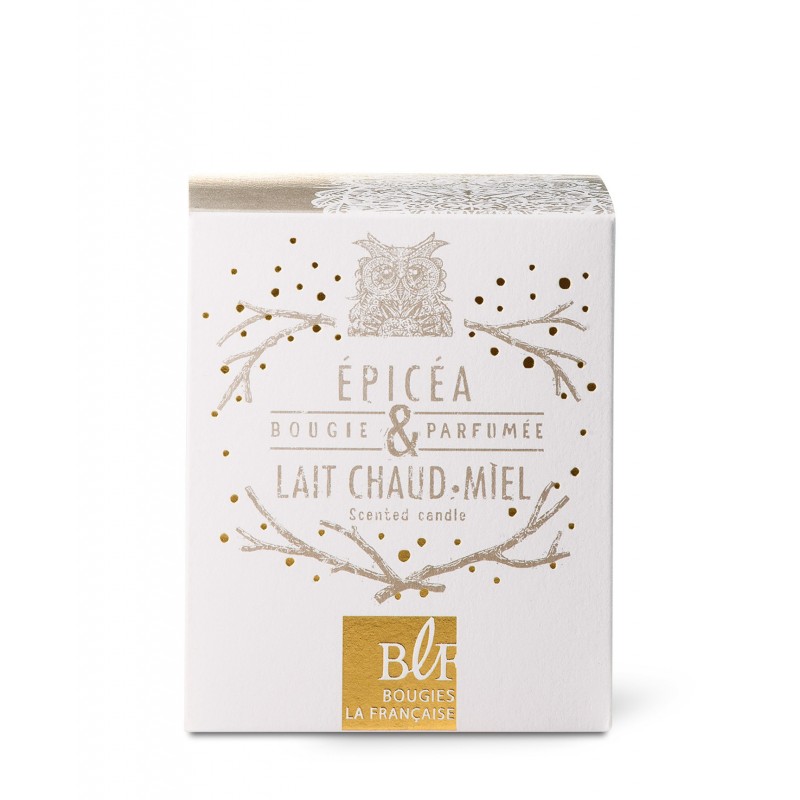 ÉPICÉA
BOUGIE & PARFUMÉE
LAIT CHAUD•MIEL
Scented candle
BlF
BOUGIES
LA FRANÇAISE